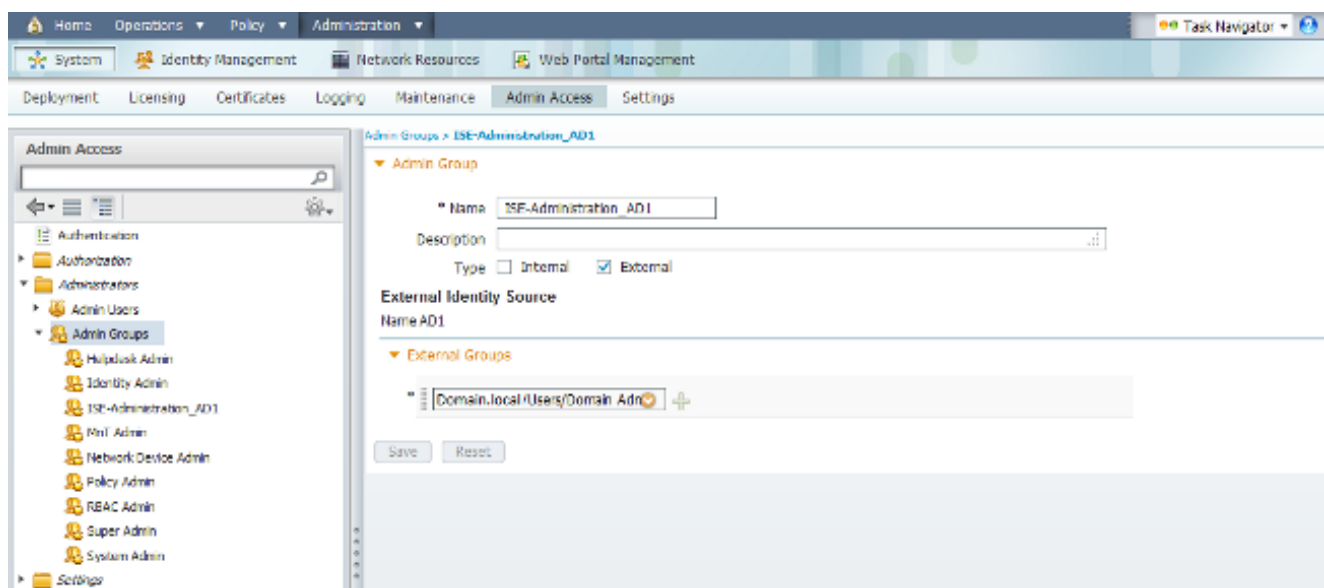 Home Operations Policy Administration Task Navigator
System Identity Management Network Resources Web Portal Management
Deployment Licensing Certificates Logging Maintenance Admin Access Settings
Admin Access
Authentication
Authorization
Administrators
Admin Users
Admin Groups
Helpdesk Admin
Identity Admin
ISE-Administration_AD1
MnT Admin
Network Device Admin
Policy Admin
RBAC Admin
Super Admin
System Admin
Settings
Admin Groups > ISE-Administration_AD1
Admin Group
* Name ISE-Administration_AD1
Description
Type Internal External
External Identity Source
Name AD1
External Groups
* Domain.local/Users/Domain Adm
Save Reset